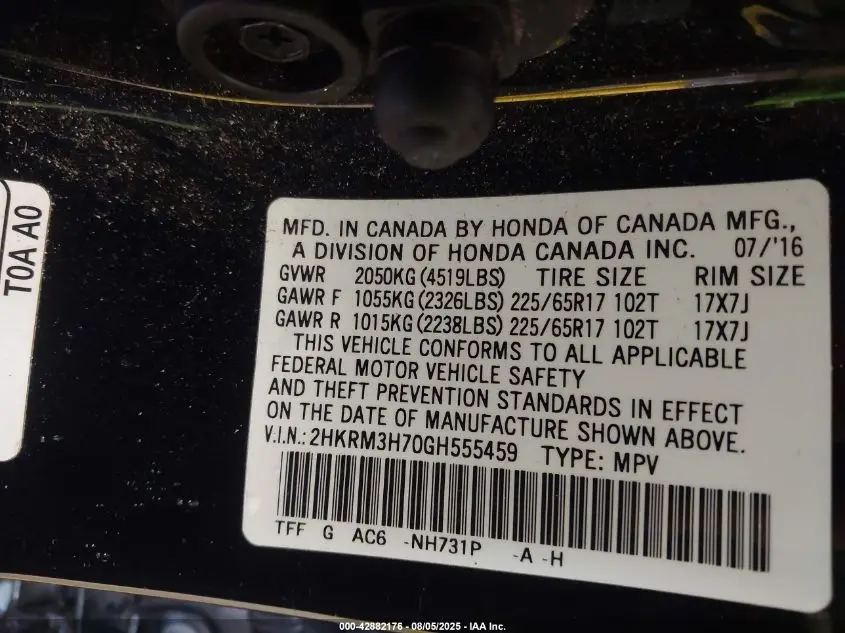 T0A A0
MFD. IN CANADA BY HONDA OF CANADA MFG.,
A DIVISION OF HONDA CANADA INC. 07/'16
GVWR 2050KG (4519LBS) TIRE SIZE RIM SIZE
GAWR F 1055KG (2326LBS) 225/65R17 102T 17X7J
GAWR R 1015KG (2238LBS) 225/65R17 102T 17X7J
THIS VEHICLE CONFORMS TO ALL APPLICABLE
FEDERAL MOTOR VEHICLE SAFETY
AND THEFT PREVENTION STANDARDS IN EFFECT
ON THE DATE OF MANUFACTURE SHOWN ABOVE.
V.I.N.: 2HKRM3H70GH555459 TYPE: MPV
TFF G AC6 -NH731P -A -H
000-42882176 - 08/05/2025 - IAA Inc.